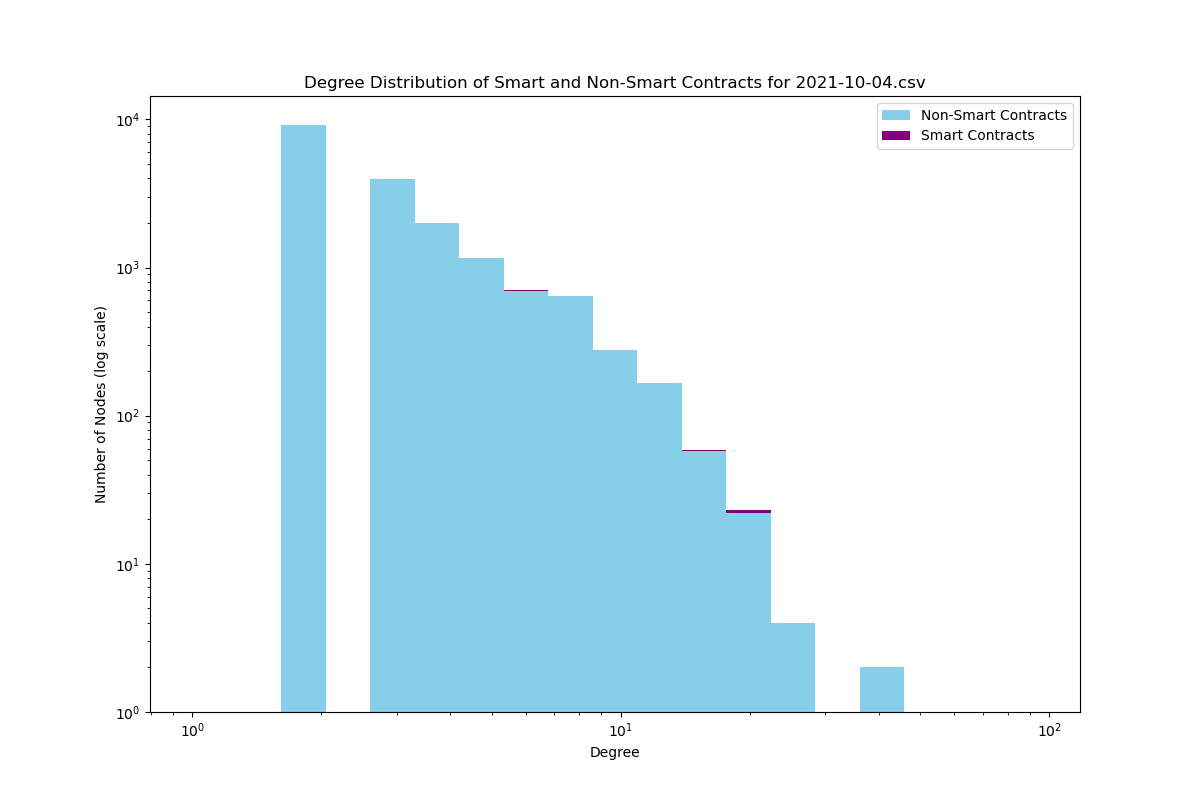 Degree Distribution of Smart and Non-Smart Contracts for 2021-10-04.csv
Non-Smart Contracts
Smart Contracts
Number of Nodes (log scale)
10⁴
10³
10²
10¹
10⁰
10⁰ 10¹ 10²
Degree